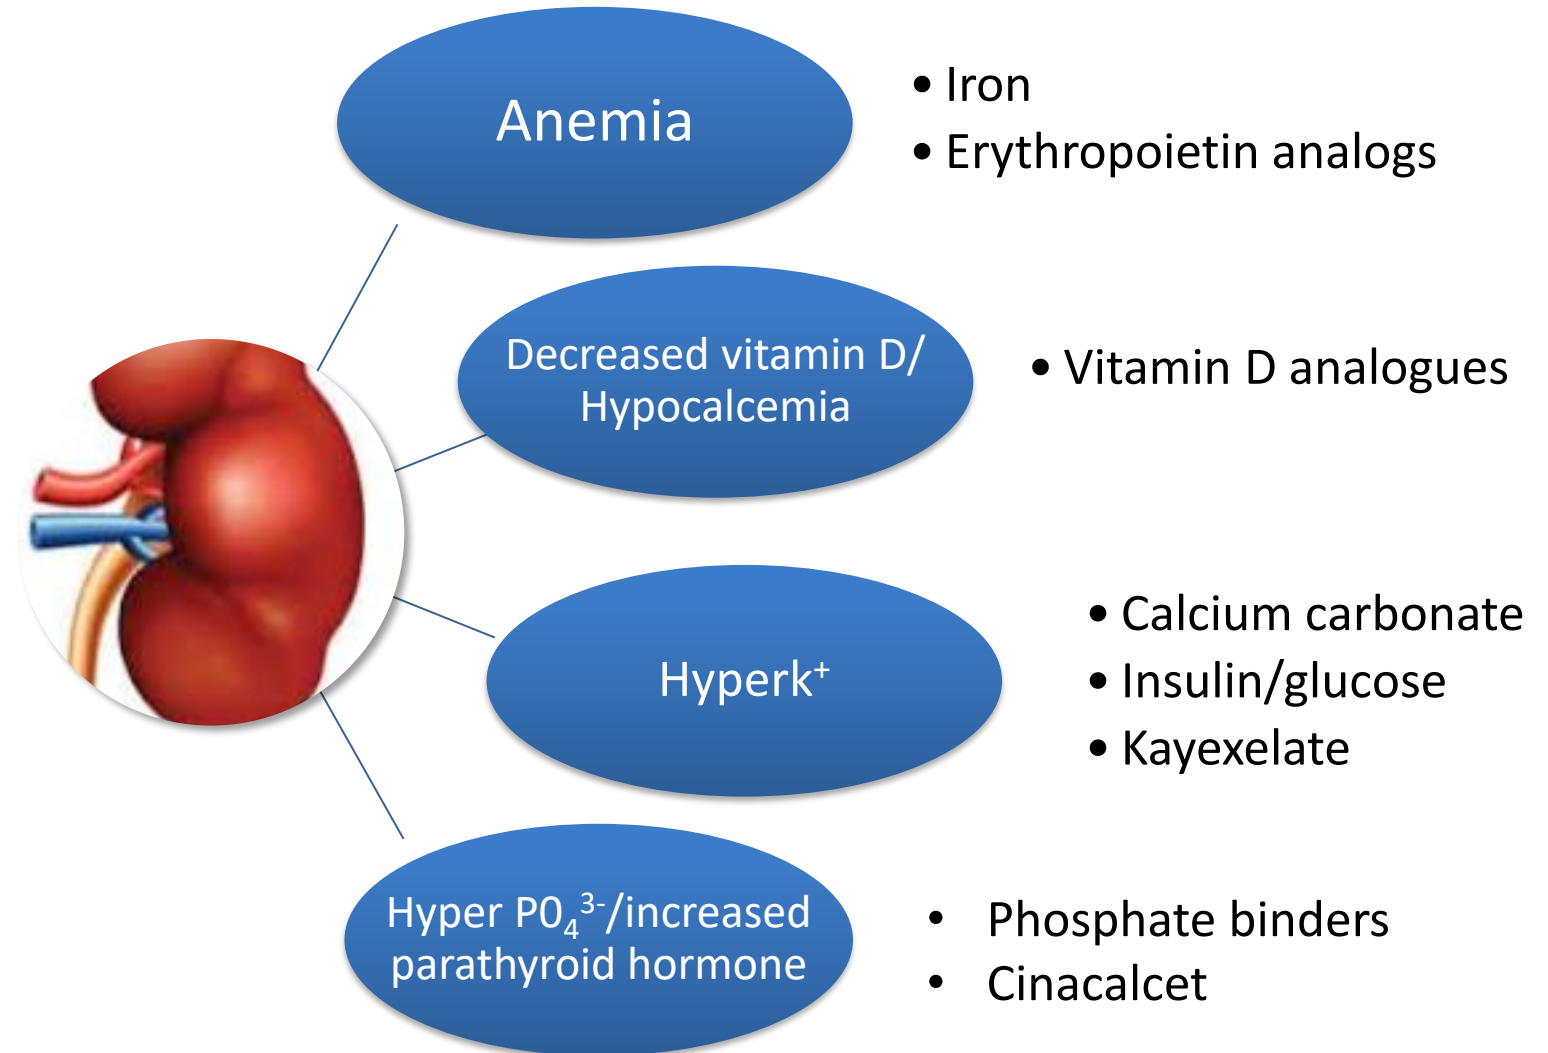 Anemia
• Iron
• Erythropoietin analogs
Decreased vitamin D/
Hypocalcemia
• Vitamin D analogues
Hyperk⁺
• Calcium carbonate
• Insulin/glucose
• Kayexelate
Hyper P0₄³⁻/increased
parathyroid hormone
• Phosphate binders
• Cinacalcet